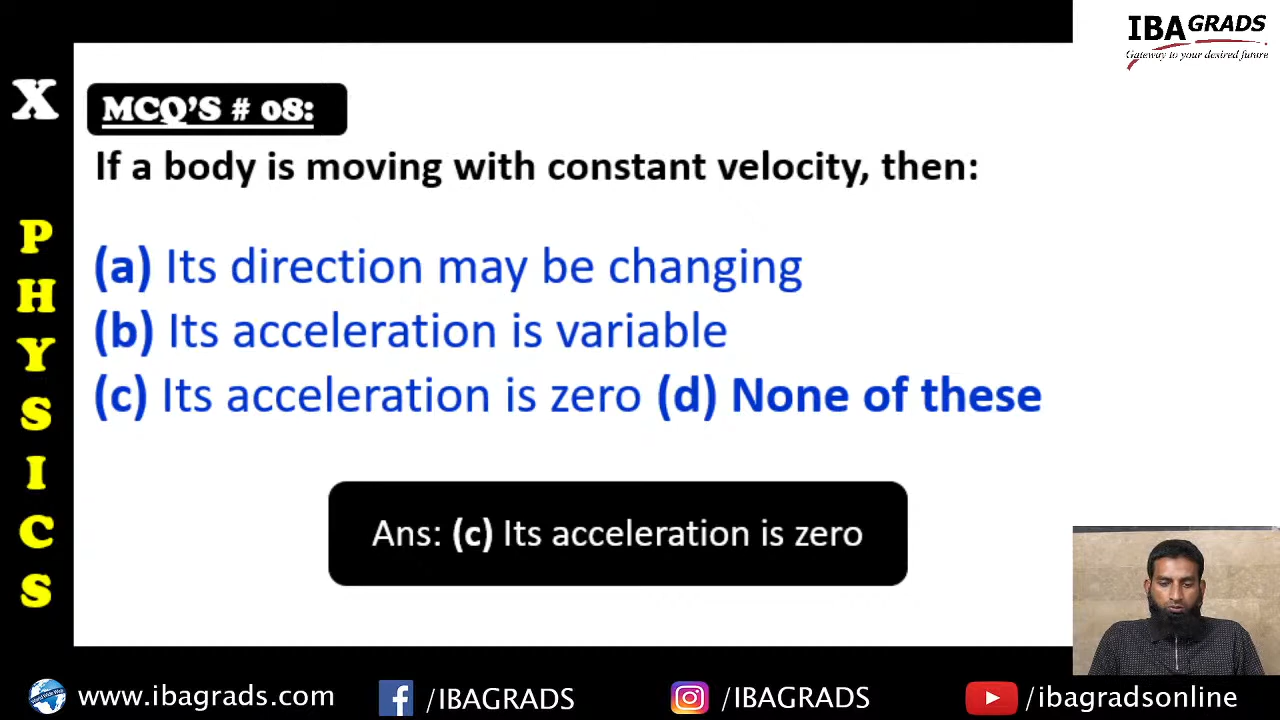 IBA GRADS
Gateway to your desired future
X
PHYSICS
MCQ'S # 08:
If a body is moving with constant velocity, then:
(a) Its direction may be changing
(b) Its acceleration is variable
(c) Its acceleration is zero (d) None of these
Ans: (c) Its acceleration is zero
www.ibagrads.com /IBAGRADS /IBAGRADS /ibagradsonline